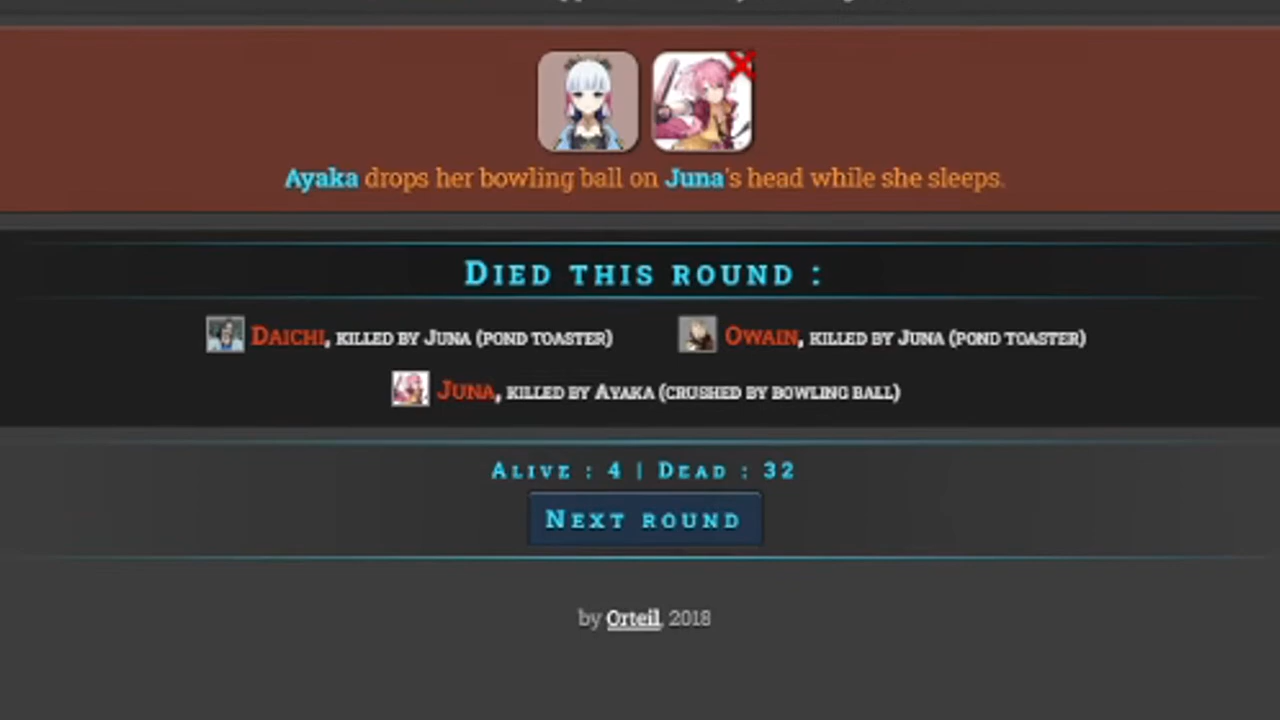 Ayaka drops her bowling ball on Juna's head while she sleeps.
Died this round :
Daichi, killed by Juna (pond toaster)
Owain, killed by Juna (pond toaster)
Juna, killed by Ayaka (crushed by bowling ball)
Alive : 4 | Dead : 32
Next round
by Orteil, 2018